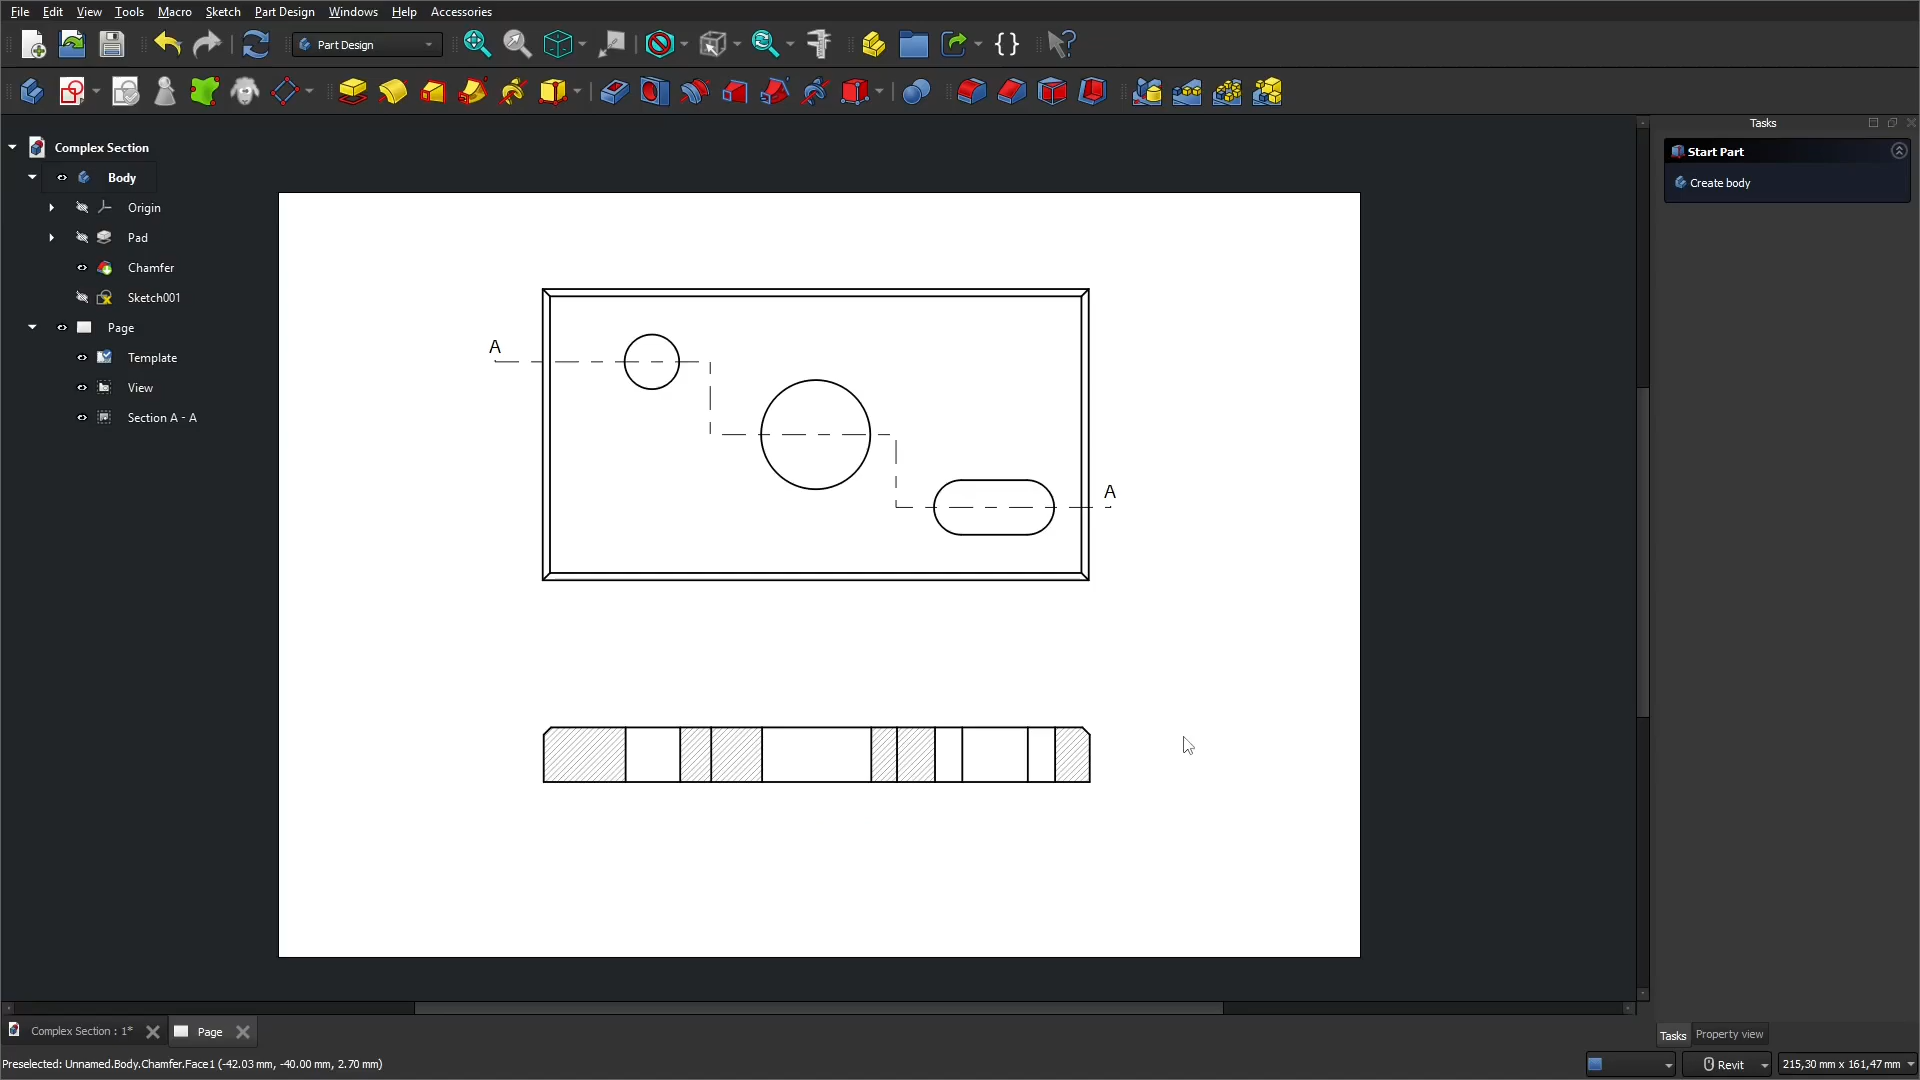 File Edit View Tools Macro Sketch Part Design Windows Help Accessories
Part Design
Tasks
Start Part
Create body
Complex Section
Body
Origin
Pad
Chamfer
Sketch001
Page
Template
View
Section A - A
A
A
Complex Section : 1*
Page
Tasks Property view
Preselected: Unnamed.Body.Chamfer.Face1 (-42.03 mm, -40.00 mm, 2.70 mm)
Revit
215,30 mm x 161,47 mm